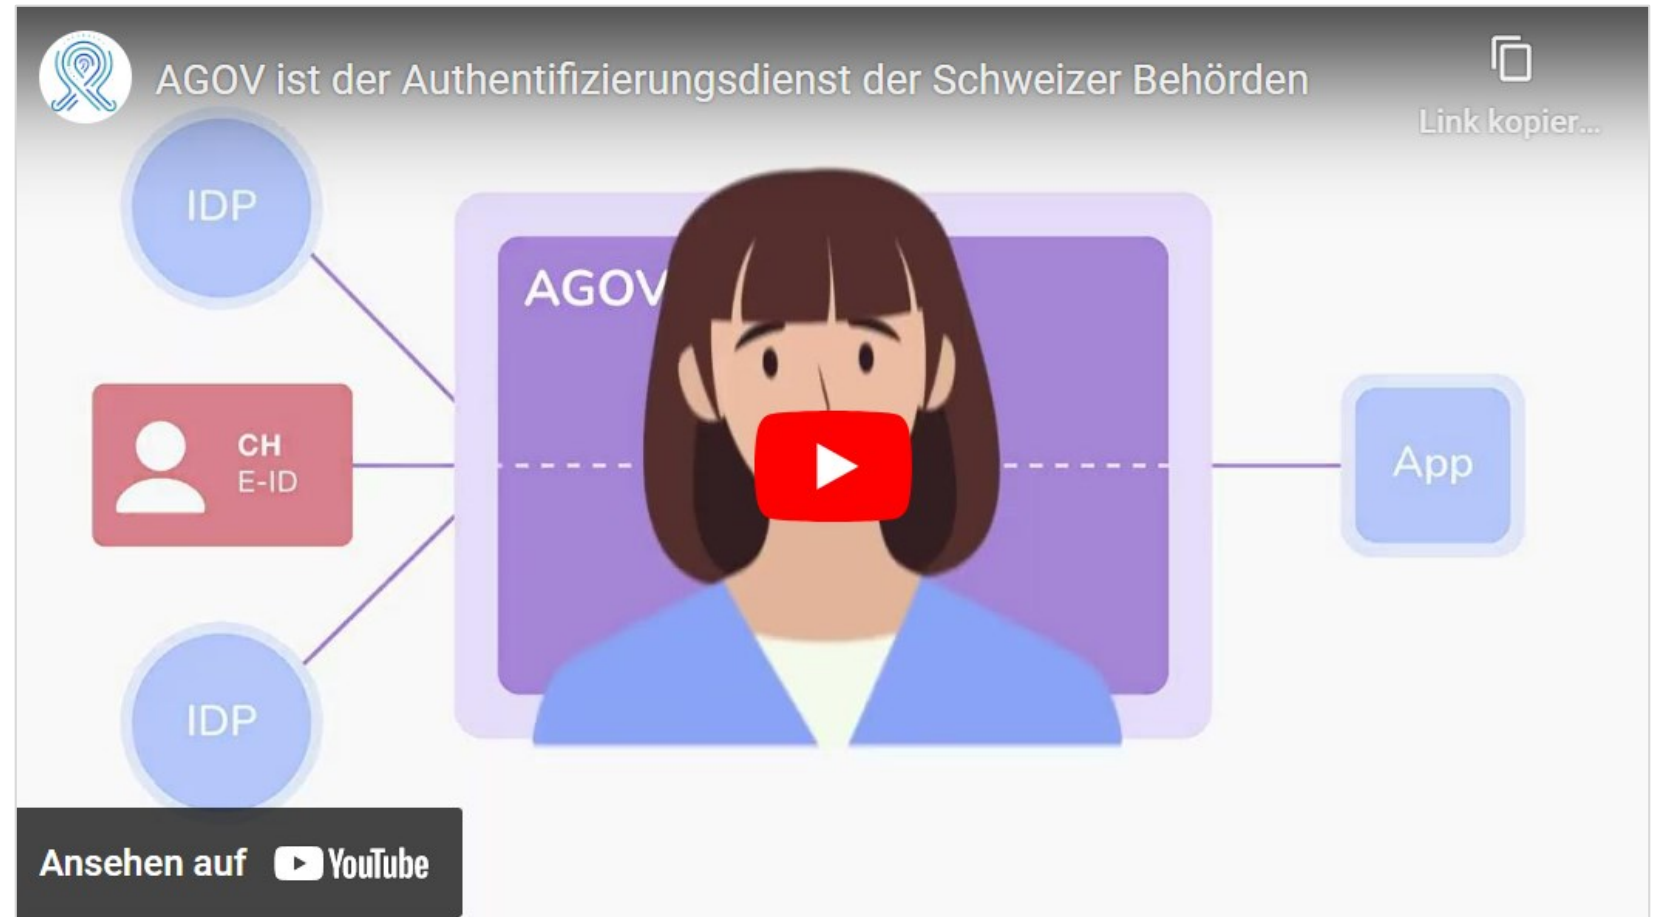 AGOV ist der Authentifizierungsdienst der Schweizer Behörden
Link kopier...
IDP
AGOV
CH
E-ID
App
IDP
Ansehen auf YouTube